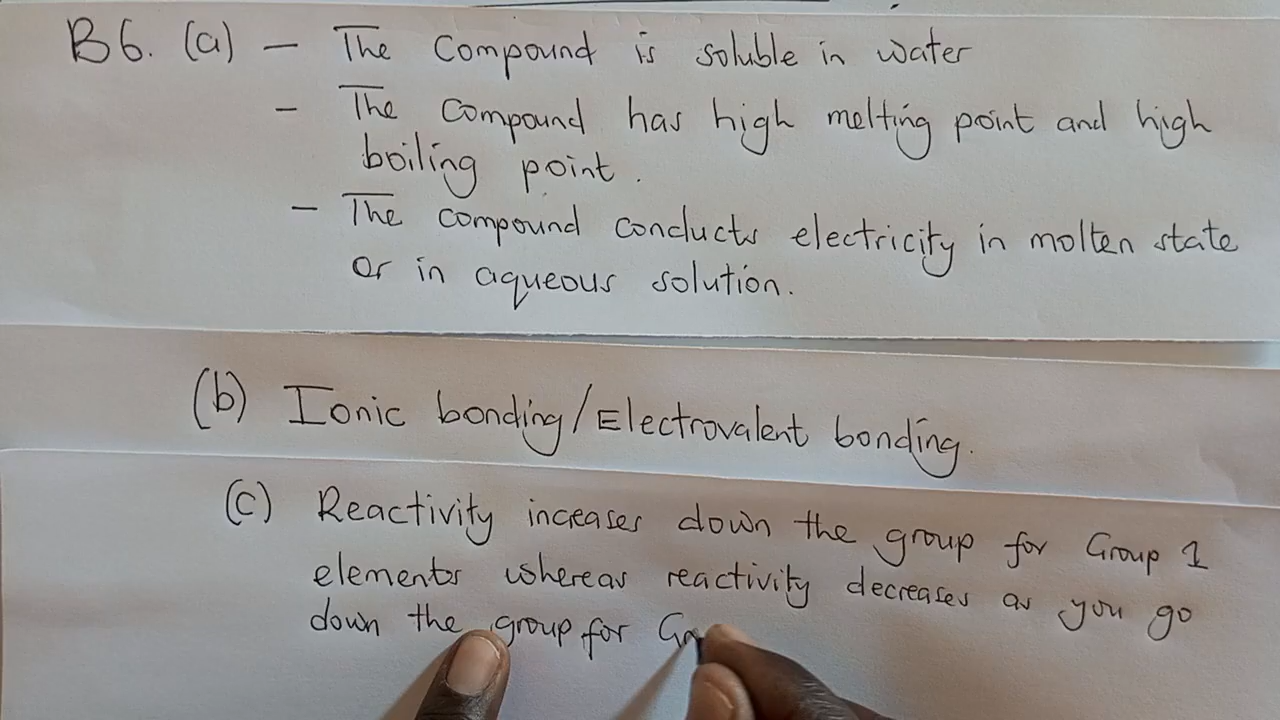 B6. (a) - The compound is soluble in water
- The compound has high melting point and high
boiling point.
- The compound conducts electricity in molten state
or in aqueous solution.
(b) Ionic bonding/Electrovalent bonding.
(c) Reactivity increases down the group for Group 1
elements whereas reactivity decreases as you go
down the group for